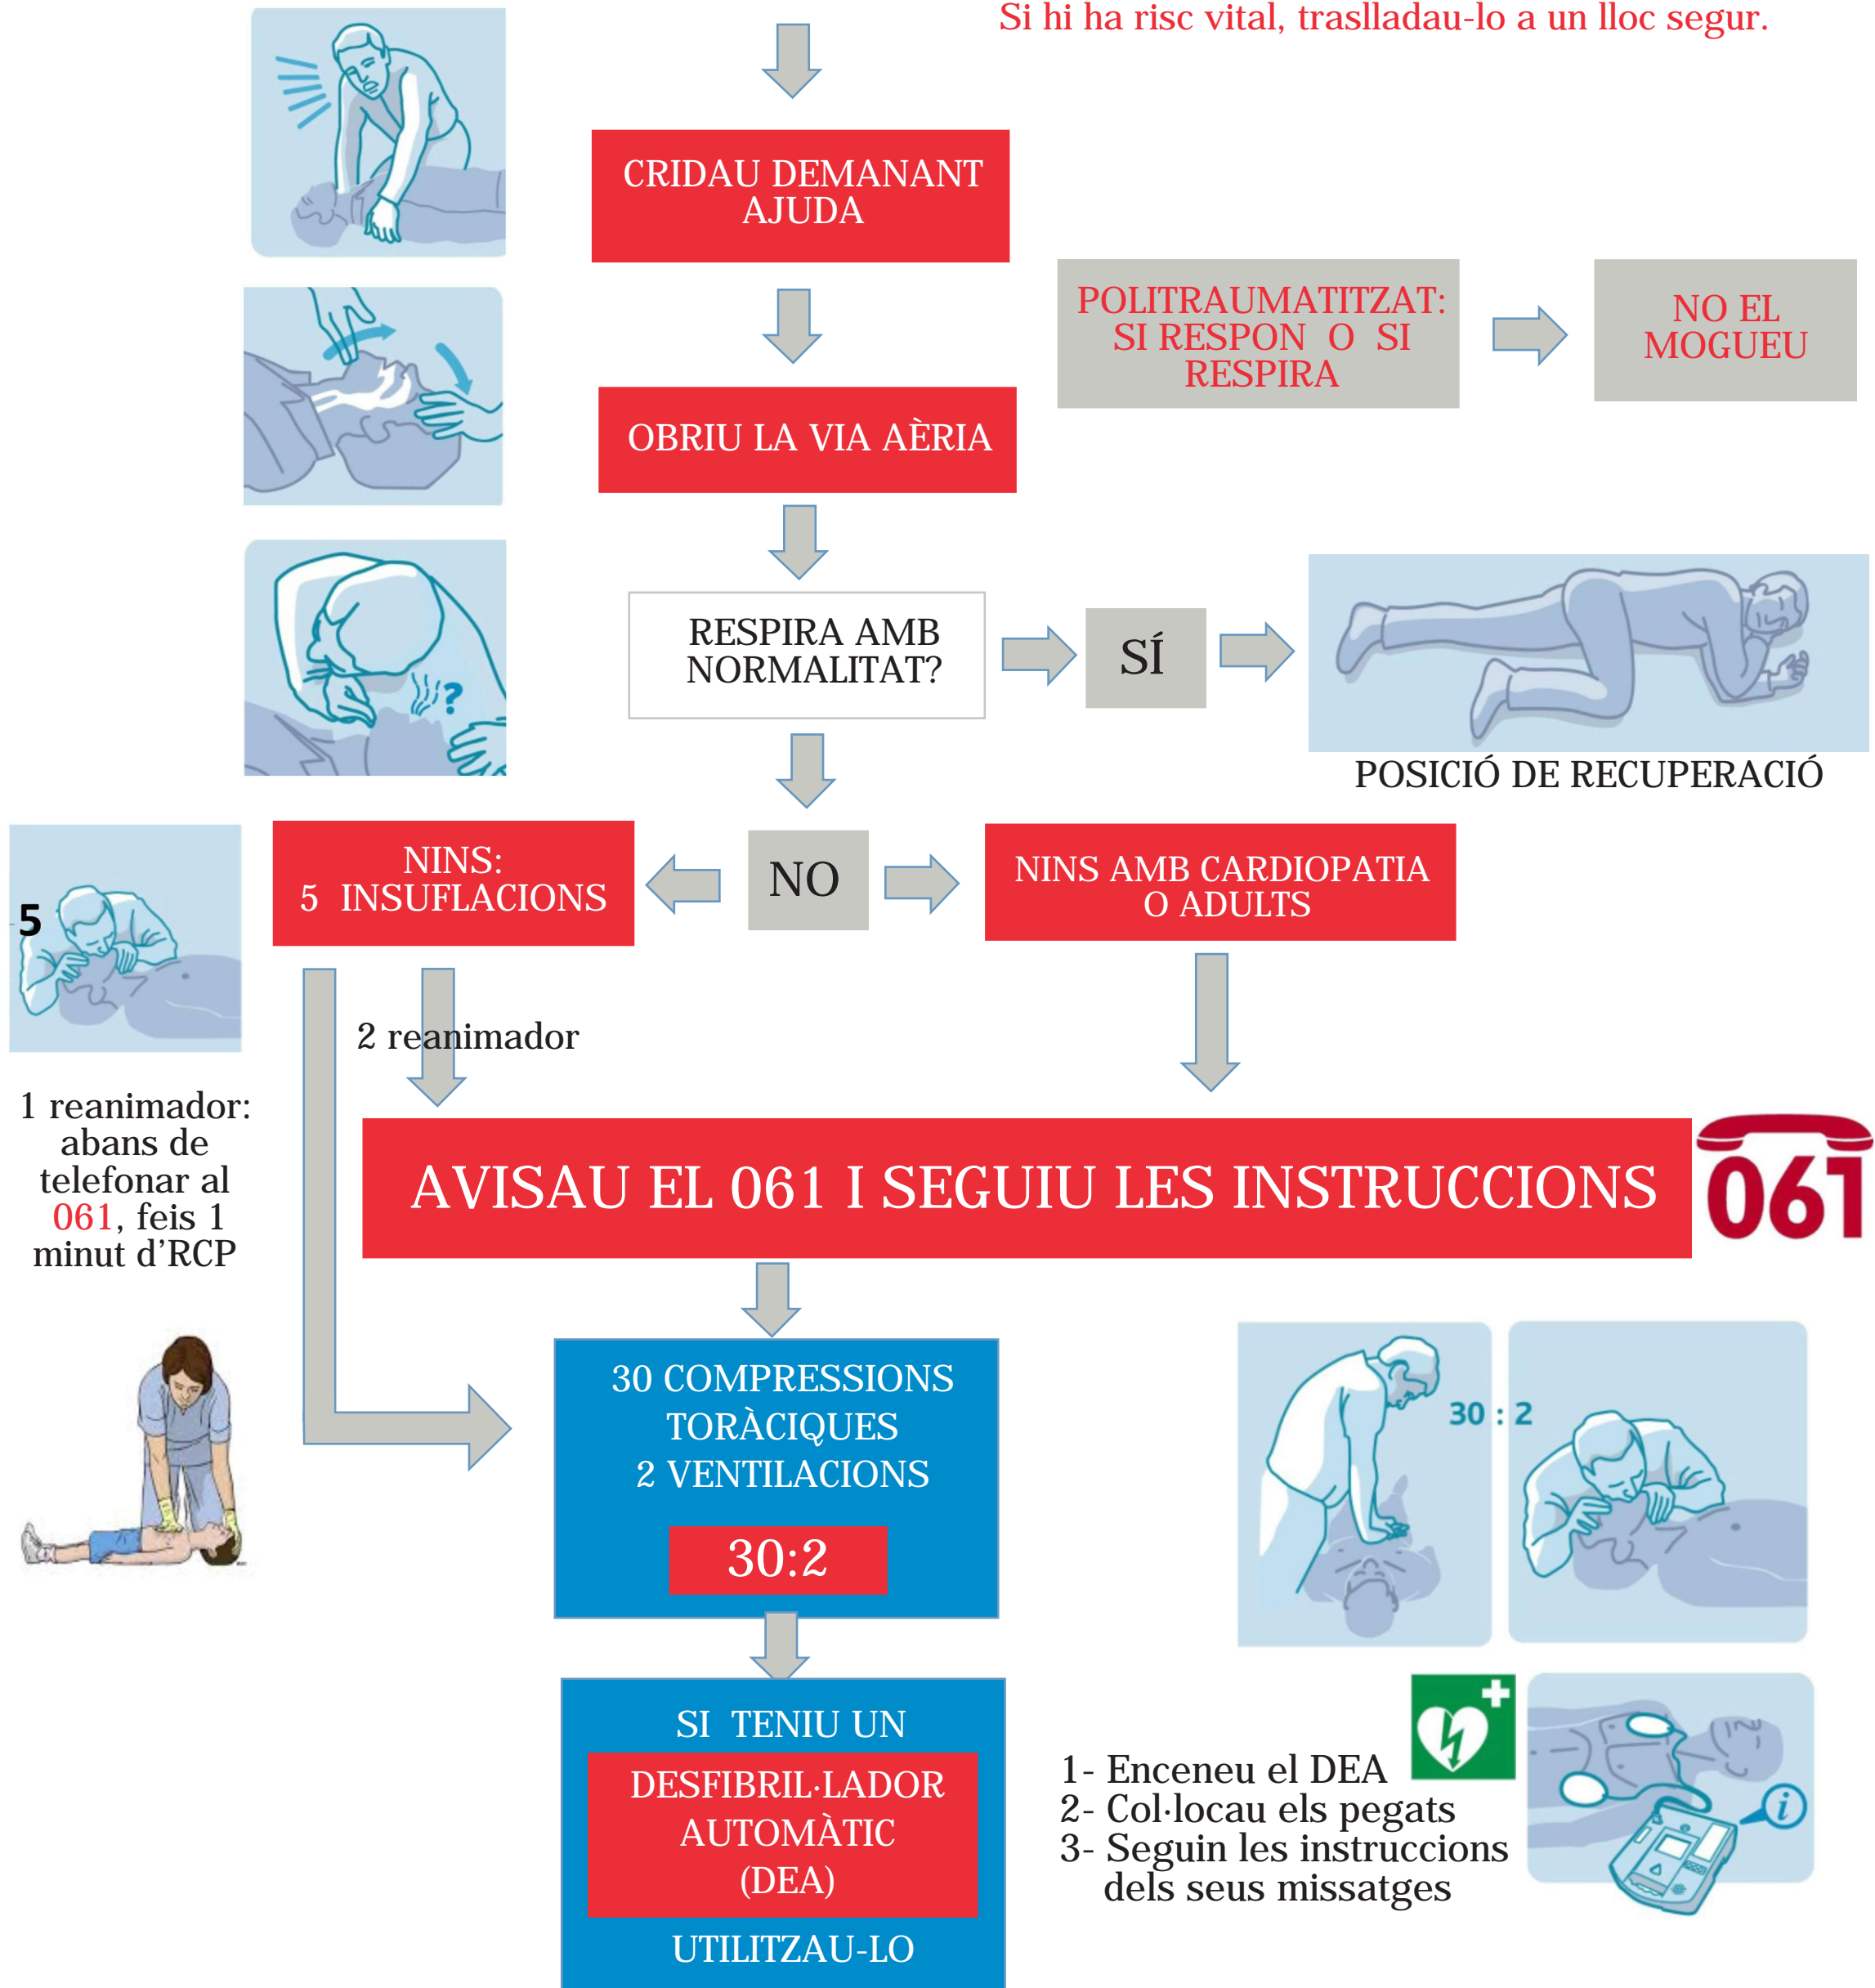 Si hi ha risc vital, traslladau-lo a un lloc segur.
CRIDAU DEMANANT
AJUDA
POLITRAUMATITZAT:
SI RESPON O SI
RESPIRA
NO EL
MOGUEU
OBRIU LA VIA AÈRIA
RESPIRA AMB
NORMALITAT?
SÍ
?
POSICIÓ DE RECUPERACIÓ
NINS:
5 INSUFLACIONS
NO
NINS AMB CARDIOPATIA
O ADULTS
5
2 reanimador
1 reanimador:
abans de
telefonar al
061, feis 1
minut d'RCP
AVISAU EL 061 I SEGUIU LES INSTRUCCIONS
061
30 COMPRESSIONS
TORÀCIQUES
2 VENTILACIONS
30:2
30 : 2
SI TENIU UN
DESFIBRIL·LADOR
AUTOMÀTIC
(DEA)
UTILITZAU-LO
1- Enceneu el DEA
2- Col·locau els pegats
3- Seguin les instruccions
dels seus missatges
i